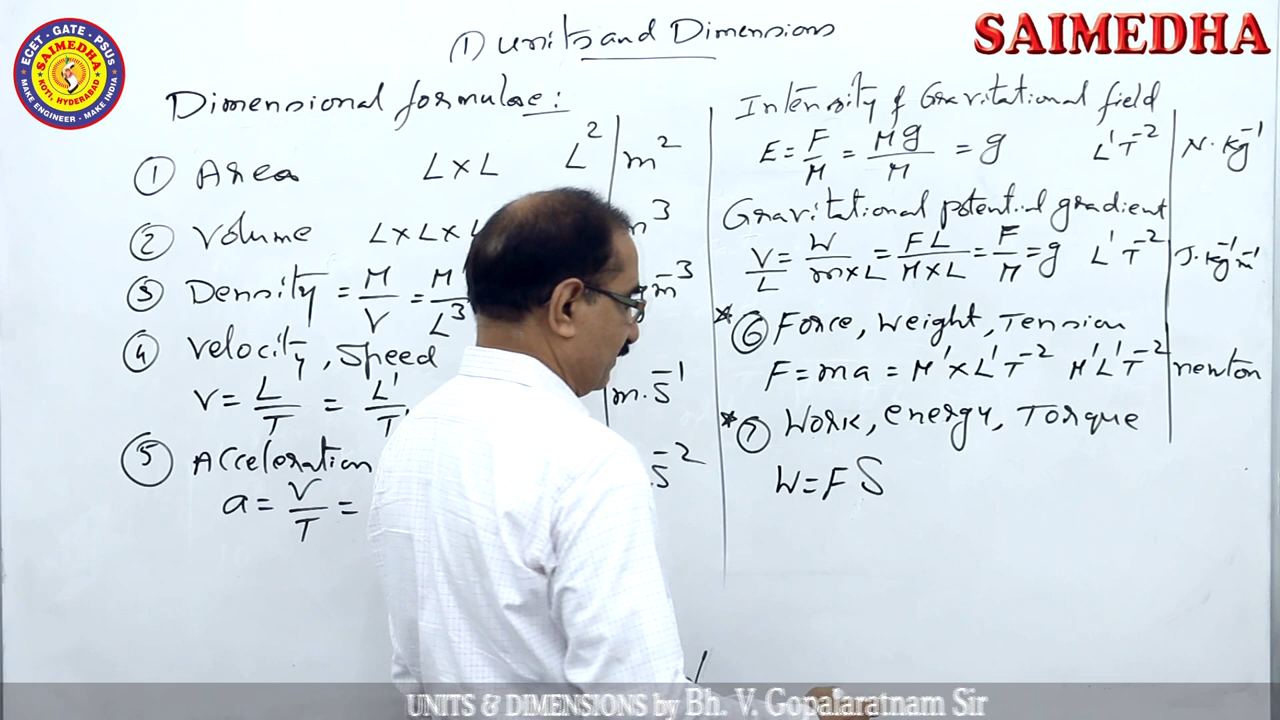 ECET - GATE - PSUS
SAIMEDHA
KOTI, HYDERABAD
MAKE ENGINEER - MAKE INDIA
SAIMEDHA
① Units and Dimensions
Dimensional formulae:
① Area L×L L² m²
② Volume L×L×L m³
③ Density = M/V = M¹/L³ m⁻³
④ Velocity, Speed
V = L/T = L¹/T¹ m.s⁻¹
⑤ Acceleration s⁻²
a = V/T =
Intensity of Gravitational field
E = F/M = Mg/M = g L¹T⁻² N.kg⁻¹
Gravitational potential gradient
V/L = W/m×L = FL/M×L = F/M = g L¹T⁻² J.kg⁻¹m⁻¹
* ⑥ Force, Weight, Tension
F = ma = M¹×L¹T⁻² M¹L¹T⁻² newton
* ⑦ Work, energy, Torque
W = F S
UNITS & DIMENSIONS by Bh. V. Gopalaratnam Sir